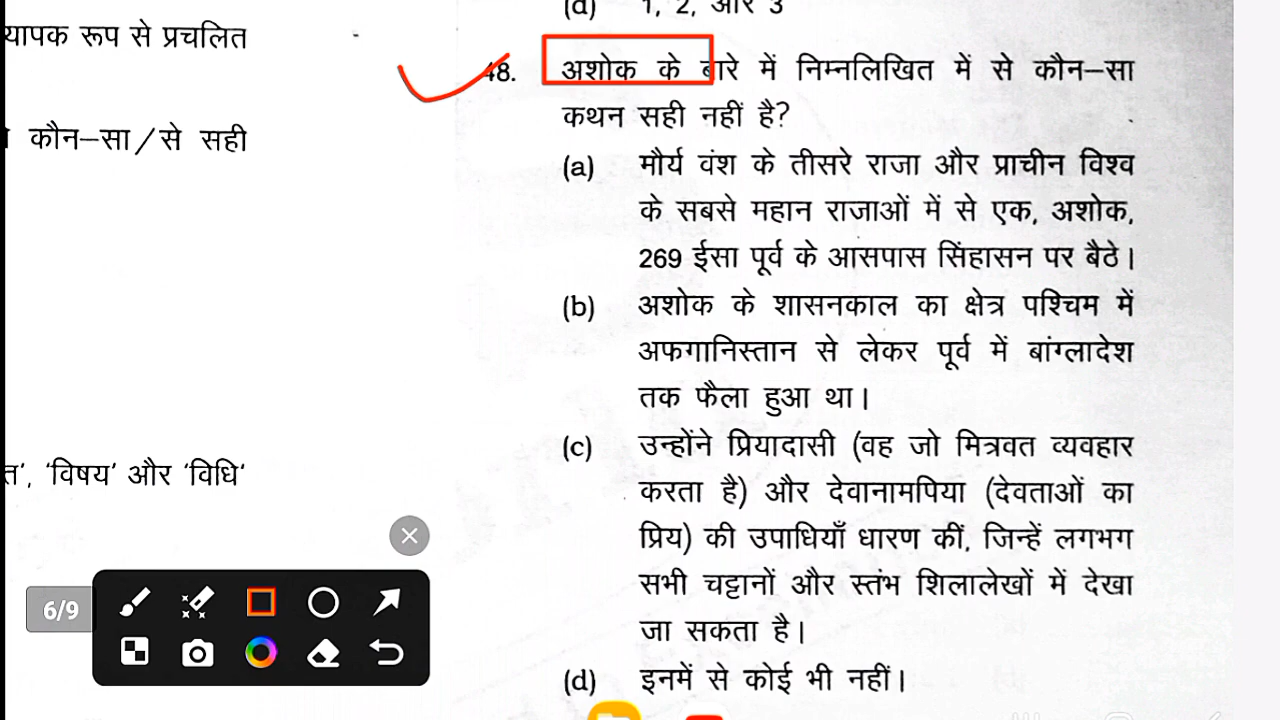 यापक रूप से प्रचलित
कौन–सा/से सही
त', 'विषय' और 'विधि'
(d) 1, 2, और 3
48. अशोक के बारे में निम्नलिखित में से कौन–सा
कथन सही नहीं है?
(a) मौर्य वंश के तीसरे राजा और प्राचीन विश्व
के सबसे महान राजाओं में से एक, अशोक,
269 ईसा पूर्व के आसपास सिंहासन पर बैठे।
(b) अशोक के शासनकाल का क्षेत्र पश्चिम में
अफगानिस्तान से लेकर पूर्व में बांग्लादेश
तक फैला हुआ था।
(c) उन्होंने प्रियादासी (वह जो मित्रवत व्यवहार
करता है) और देवानामपिया (देवताओं का
प्रिय) की उपाधियाँ धारण कीं, जिन्हें लगभग
सभी चट्टानों और स्तंभ शिलालेखों में देखा
जा सकता है।
(d) इनमें से कोई भी नहीं।
6/9